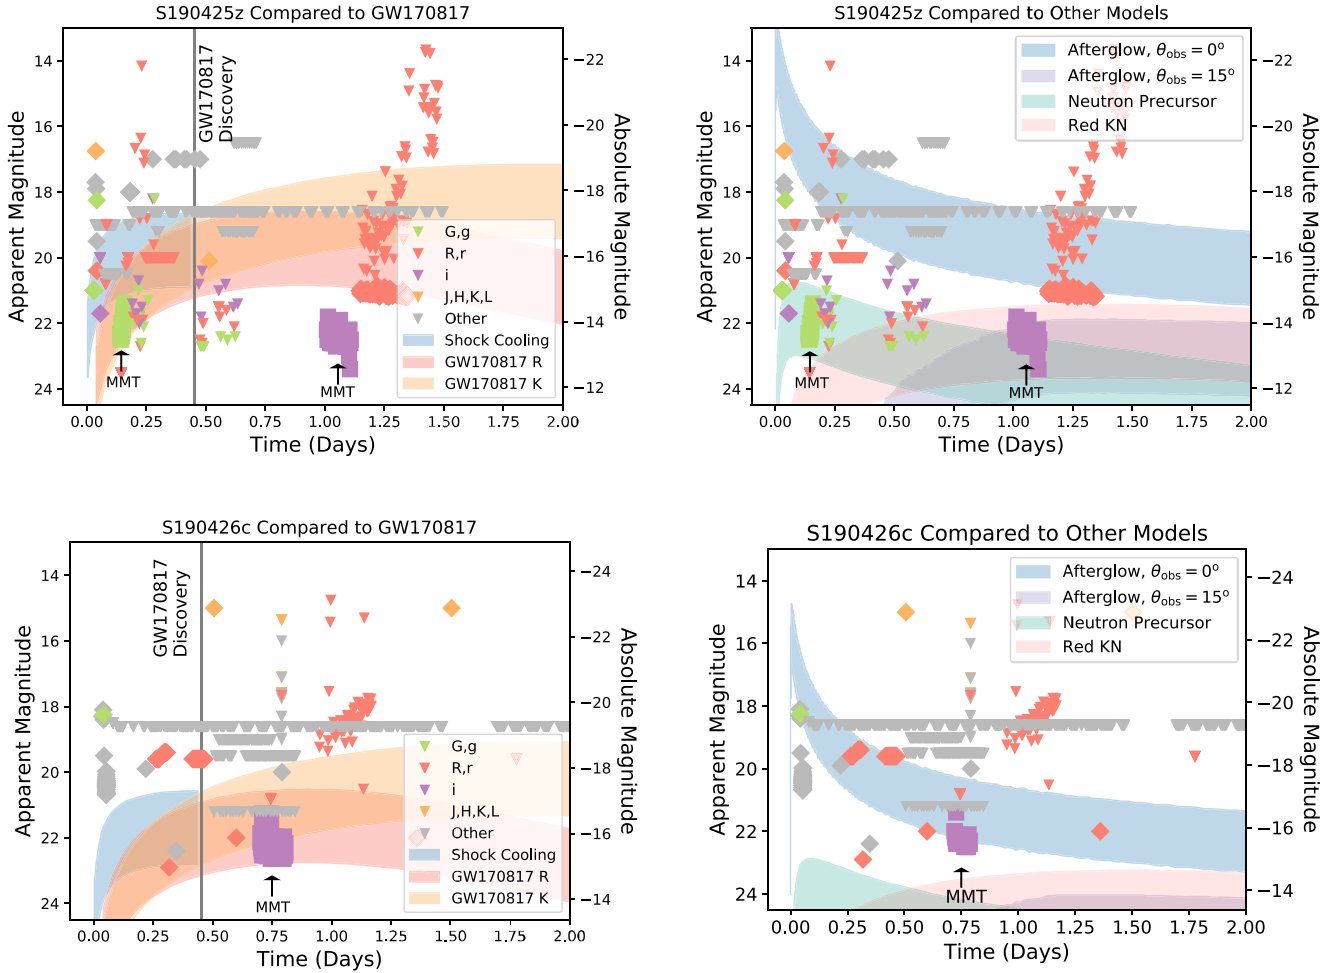 S190425z Compared to GW170817
GW170817
Discovery
14
16
18
20
22
24
−22
−20
−18
−16
−14
−12
Apparent Magnitude
Absolute Magnitude
G,g
R,r
i
J,H,K,L
Other
Shock Cooling
GW170817 R
GW170817 K
MMT
MMT
0.00 0.25 0.50 0.75 1.00 1.25 1.50 1.75 2.00
Time (Days)
S190425z Compared to Other Models
Afterglow, θobs = 0°
Afterglow, θobs = 15°
Neutron Precursor
Red KN
14
16
18
20
22
24
−22
−20
−18
−16
−14
−12
Apparent Magnitude
Absolute Magnitude
MMT
MMT
0.00 0.25 0.50 0.75 1.00 1.25 1.50 1.75 2.00
Time (Days)
S190426c Compared to GW170817
GW170817
Discovery
14
16
18
20
22
24
−24
−22
−20
−18
−16
−14
Apparent Magnitude
Absolute Magnitude
G,g
R,r
i
J,H,K,L
Other
Shock Cooling
GW170817 R
GW170817 K
MMT
0.00 0.25 0.50 0.75 1.00 1.25 1.50 1.75 2.00
Time (Days)
S190426c Compared to Other Models
Afterglow, θobs = 0°
Afterglow, θobs = 15°
Neutron Precursor
Red KN
14
16
18
20
22
24
−24
−22
−20
−18
−16
−14
Apparent Magnitude
Absolute Magnitude
MMT
0.00 0.25 0.50 0.75 1.00 1.25 1.50 1.75 2.00
Time (Days)